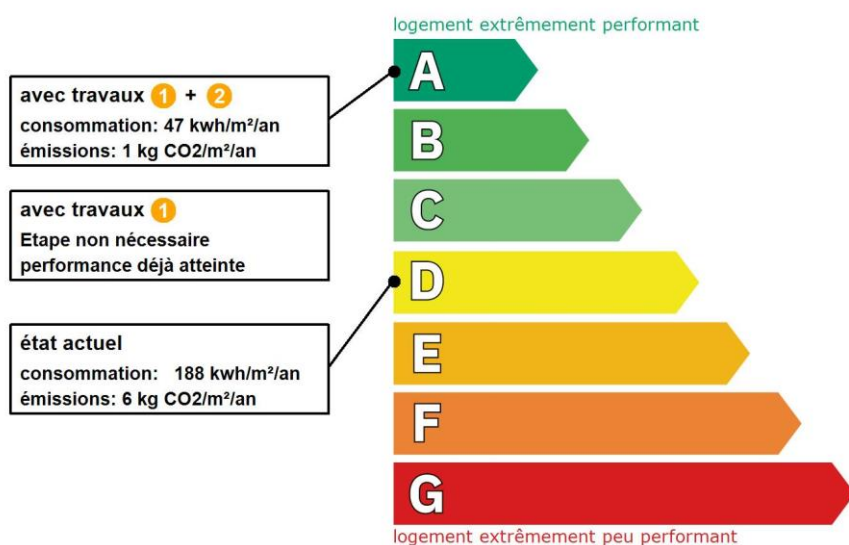 logement extrêmement performant
A
avec travaux 1 + 2
consommation: 47 kwh/m²/an
émissions: 1 kg CO2/m²/an
B
avec travaux 1
Etape non nécessaire
performance déjà atteinte
C
D
état actuel
consommation: 188 kwh/m²/an
émissions: 6 kg CO2/m²/an
E
F
G
logement extrêmement peu performant